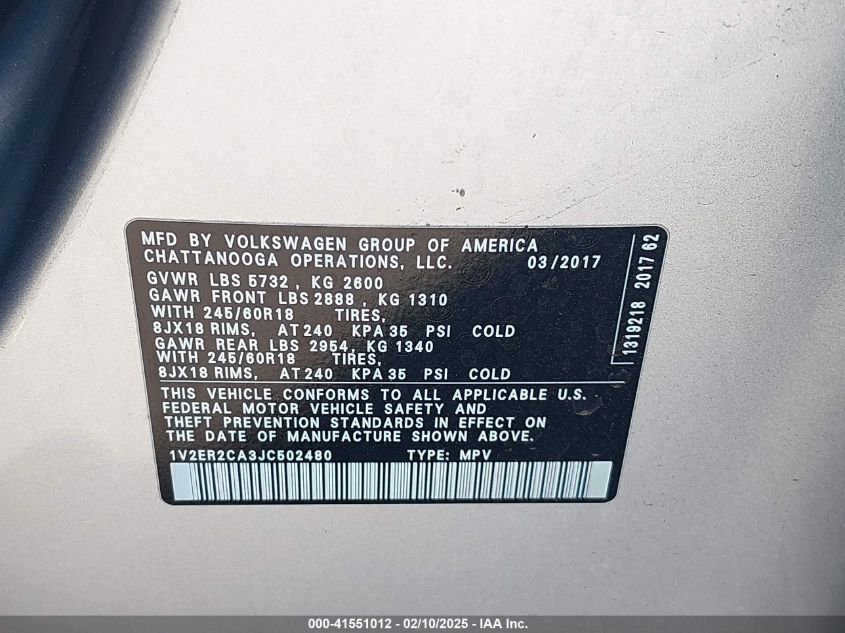 MFD BY VOLKSWAGEN GROUP OF AMERICA
CHATTANOOGA OPERATIONS, LLC. 03/2017
GVWR LBS 5732 , KG 2600
GAWR FRONT LBS 2888 , KG 1310
WITH 245/60R18 TIRES,
8JX18 RIMS, AT 240 KPA 35 PSI COLD
GAWR REAR LBS 2954, KG 1340
WITH 245/60R18 TIRES,
8JX18 RIMS, AT 240 KPA 35 PSI COLD
THIS VEHICLE CONFORMS TO ALL APPLICABLE U.S.
FEDERAL MOTOR VEHICLE SAFETY AND
THEFT PREVENTION STANDARDS IN EFFECT ON
THE DATE OF MANUFACTURE SHOWN ABOVE.
1V2ER2CA3JC502480 TYPE: MPV
1319218 2017 62
000-41551012 - 02/10/2025 - IAA Inc.